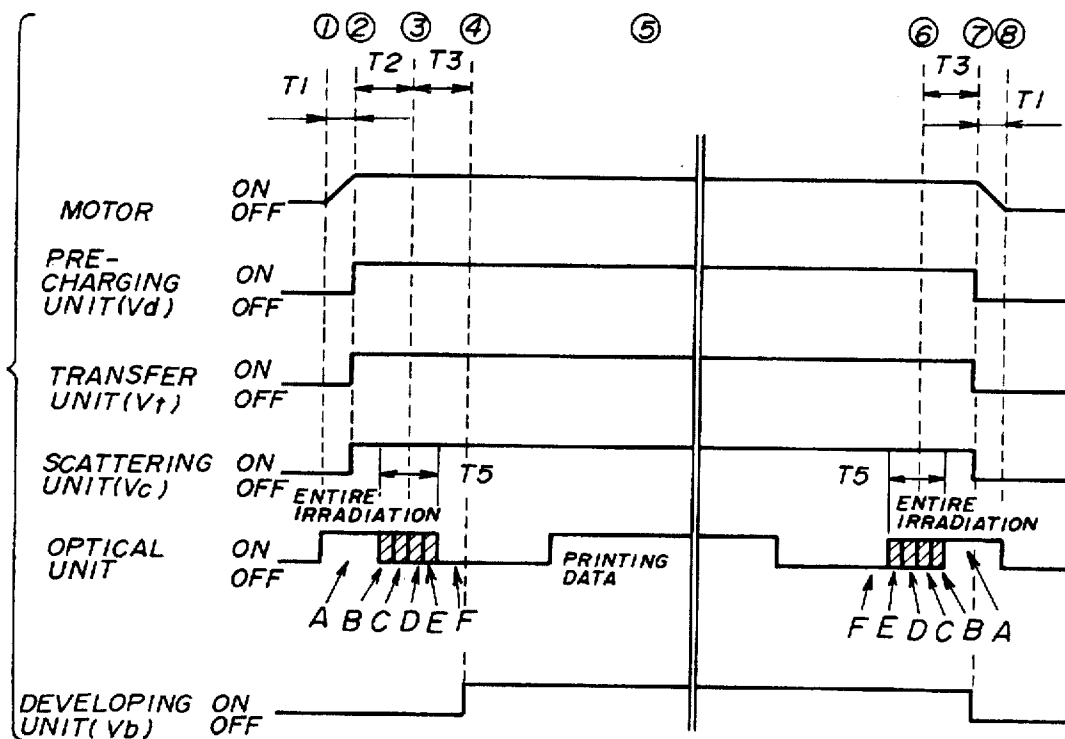 ① ② ③ ④ ⑤ ⑥ ⑦ ⑧
T2 T3 T3
T1 T1
MOTOR ON
OFF
PRE-
CHARGING ON
UNIT(Vd) OFF
TRANSFER ON
UNIT(Vt) OFF
SCATTERING ON T5 T5
UNIT(Vc) OFF
ENTIRE
IRRADIATION
ENTIRE
IRRADIATION
OPTICAL ON
UNIT OFF
PRINTING
DATA
A B C D E F F E D C B A
DEVELOPING ON
UNIT(Vb) OFF